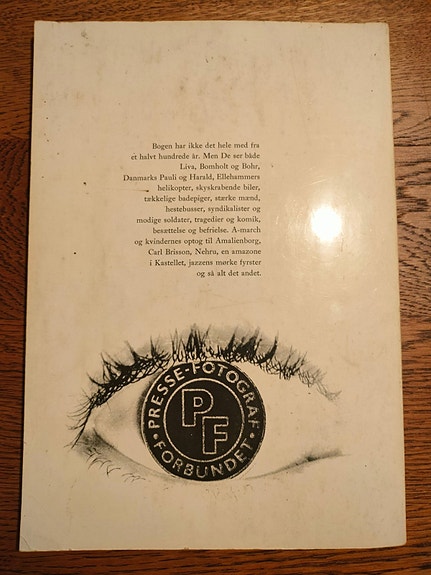 Bogen har ikke det hele med fra
et halvt hundrede år. Men De ser både
Liva, Bomholt og Bohr,
Danmarks Pauli og Harald, Ellehammers
helikopter, skyskrabende biler,
tækkelige badepiger, stærke mænd,
hestebusser, syndikalister og
modige soldater, tragedier og komik,
besættelse og befrielse. A-march
og kvindernes optog til Amalienborg,
Carl Brisson, Nehru, en amazone
i Kastellet, jazzens mørke fyrster
og så alt det andet.
PRESSE-FOTOGRAF
PF
• FORBUNDET •